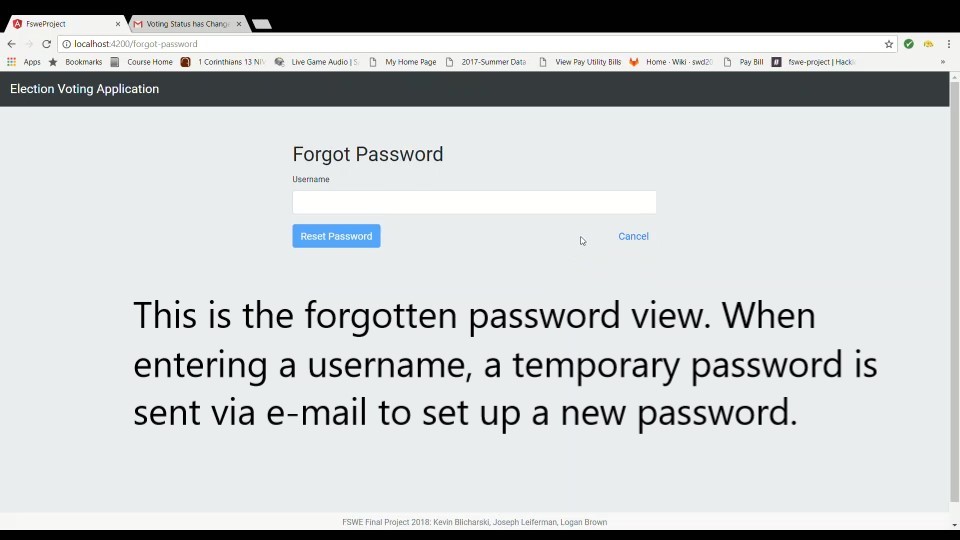 FsweProject
Voting Status has Chang
localhost:4200/forgot-password
Apps Bookmarks Course Home 1 Corinthians 13 NIV Live Game Audio | S My Home Page 2017-Summer Data View Pay Utility Bills Home · Wiki · swd20 Pay Bill fswe-project | Hack »
Election Voting Application
Forgot Password
Username
Reset Password Cancel
This is the forgotten password view. When
entering a username, a temporary password is
sent via e-mail to set up a new password.
FSWE Final Project 2018: Kevin Blicharski, Joseph Leiferman, Logan Brown